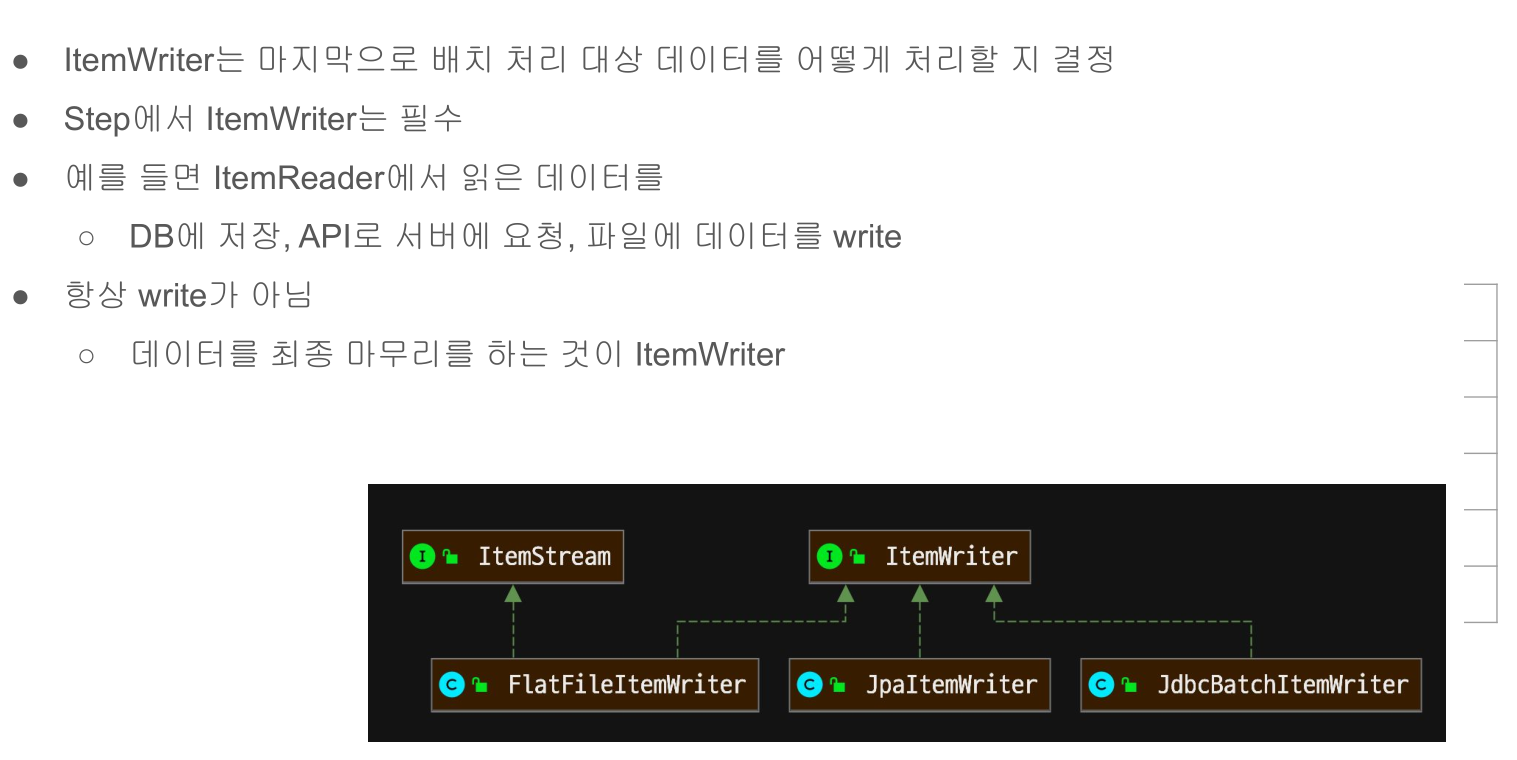 ● ItemWriter는 마지막으로 배치 처리 대상 데이터를 어떻게 처리할 지 결정
● Step에서 ItemWriter는 필수
● 예를 들면 ItemReader에서 읽은 데이터를
○ DB에 저장, API로 서버에 요청, 파일에 데이터를 write
● 항상 write가 아님
○ 데이터를 최종 마무리를 하는 것이 ItemWriter
I ItemStream I ItemWriter
C FlatFileItemWriter C JpaItemWriter C JdbcBatchItemWriter